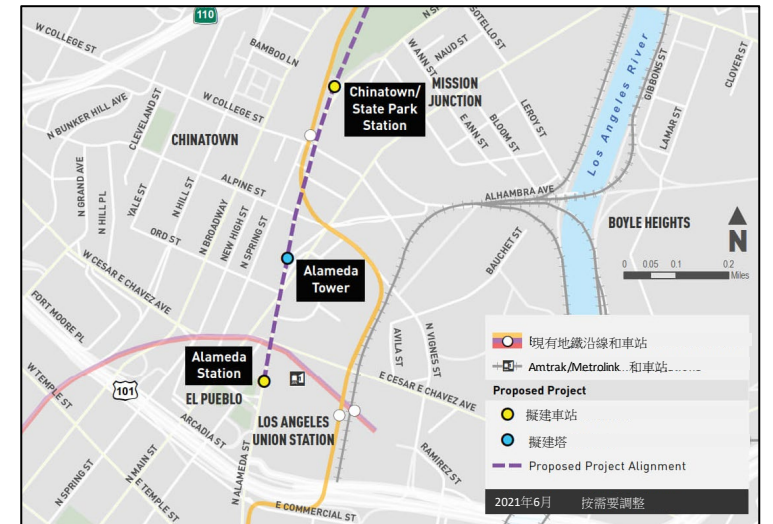 110
W COLLEGE ST
BAMBOO LN
N BUNKER HILL AVE
CLEVELAND ST
W COLLEGE ST
CHINATOWN
Chinatown/
State Park
Station
MISSION
JUNCTION
W ANN ST
NAUD ST
SOTELLO ST
E ANN ST
BLOOM ST
LEROY ST
Los Angeles River
GIBBONS ST
CLOVER ST
LAMAR ST
N GRAND AVE
N HILL PL
YALE ST
N HILL ST
ALPINE ST
ORD ST
N BROADWAY
NEW HIGH ST
N SPRING ST
ALHAMBRA AVE
BOYLE HEIGHTS
N
0 0.05 0.1 0.2
Miles
BAUCHET ST
Alameda
Tower
W CESAR E CHAVEZ AVE
FORT MOORE PL
Alameda
Station
W TEMPLE ST
101
EL PUEBLO
LOS ANGELES
UNION STATION
AVILA ST
N VIGNES ST
E CESAR E CHAVEZ AVE
ARCADIA ST
N MAIN ST
N SPRING ST
E TEMPLE ST
N ALAMEDA ST
RAMIREZ ST
E COMMERCIAL ST
現有地鐵沿線和車站
Amtrak/Metrolink 和車站
Proposed Project
擬建車站
擬建塔
Proposed Project Alignment
2021年6月 按需要調整